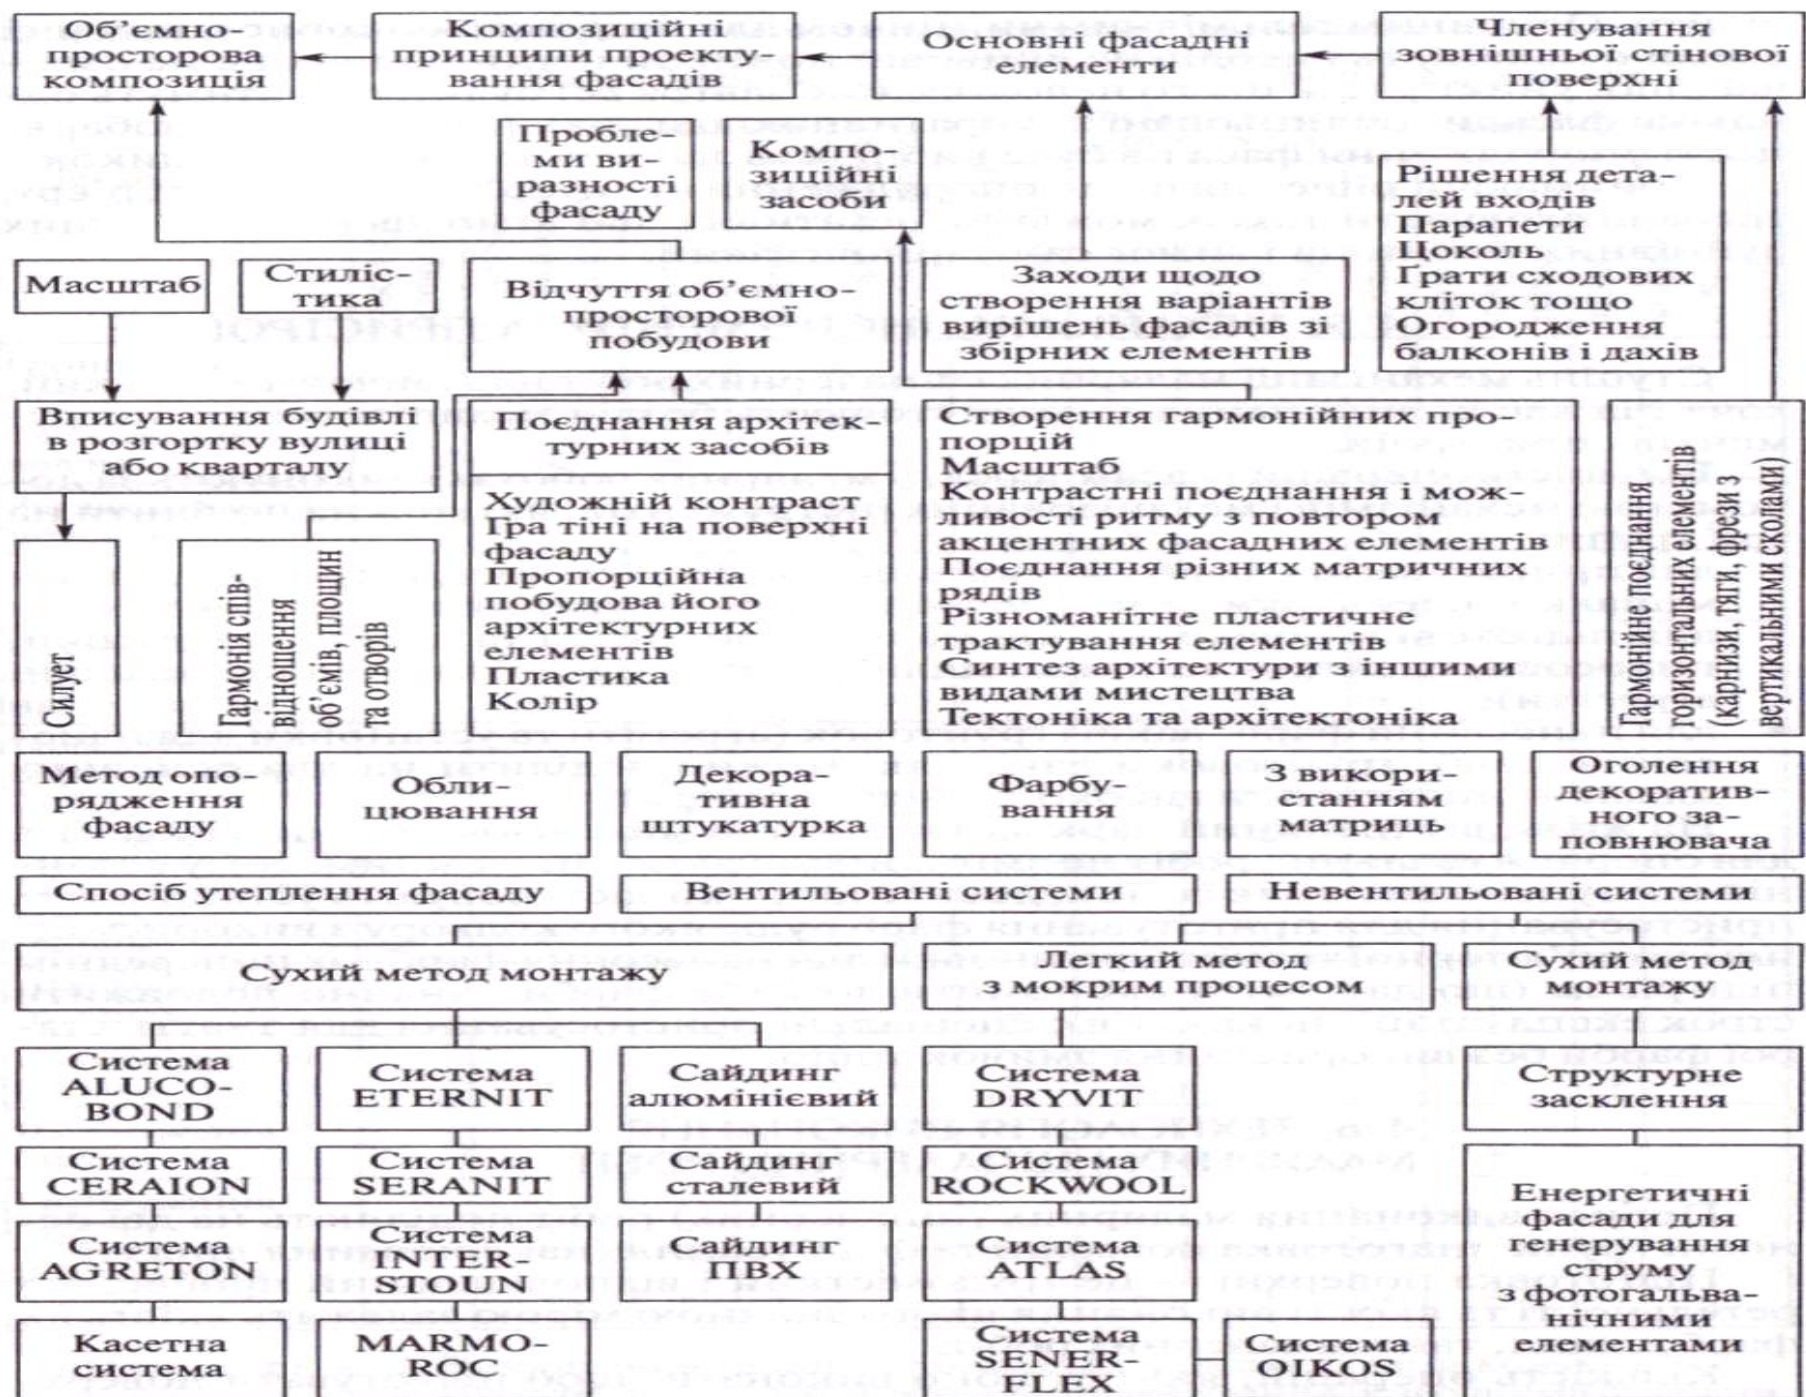 Об’ємно-
просторова
композиція
Композиційні
принципи проекту-
вання фасадів
Основні фасадні
елементи
Членування
зовнішньої стінової
поверхні
Пробле-
ми ви-
разності
фасаду
Компо-
зиційні
засоби
Рішення дета-
лей входів
Парапети
Цоколь
Ґрати сходових
кліток тощо
Огородження
балконів і дахів
Масштаб
Стиліс-
тика
Відчуття об’ємно-
просторової
побудови
Заходи щодо
створення варіантів
вирішень фасадів зі
збірних елементів
Вписування будівлі
в розгортку вулиці
або кварталу
Поєднання архітек-
турних засобів
Художній контраст
Гра тіні на поверхні
фасаду
Пропорційна
побудова його
архітектурних
елементів
Пластика
Колір
Створення гармонійних про-
порцій
Масштаб
Контрастні поєднання і мож-
ливості ритму з повтором
акцентних фасадних елементів
Поєднання різних матричних
рядів
Різноманітне пластичне
трактування елементів
Синтез архітектури з іншими
видами мистецтва
Тектоніка та архітектоніка
Гармонійне поєднання
горизонтальних елементів
(карнизи, тяги, фрези з
вертикальними сколами)
Силует
Гармонія спів-
відношення
об’ємів, площин
та отворів
Метод опо-
рядження
фасаду
Обли-
цювання
Декора-
тивна
штукатурка
Фарбу-
вання
З викори-
станням
матриць
Оголення
декоратив-
ного за-
повнювача
Спосіб утеплення фасаду
Вентильовані системи
Невентильовані системи
Сухий метод монтажу
Легкий метод
з мокрим процесом
Сухий метод
монтажу
Система
ALUCO-
BOND
Система
ETERNIT
Сайдинг
алюмінієвий
Система
DRYVIT
Структурне
засклення
Система
CERAION
Система
SERANIT
Сайдинг
сталевий
Система
ROCKWOOL
Енергетичні
фасади для
генерування
струму
з фотогальва-
нічними
елементами
Система
AGRETON
Система
INTER-
STOUN
Сайдинг
ПВХ
Система
ATLAS
Касетна
система
MARMO-
ROC
Система
SENER-
FLEX
Система
OIKOS